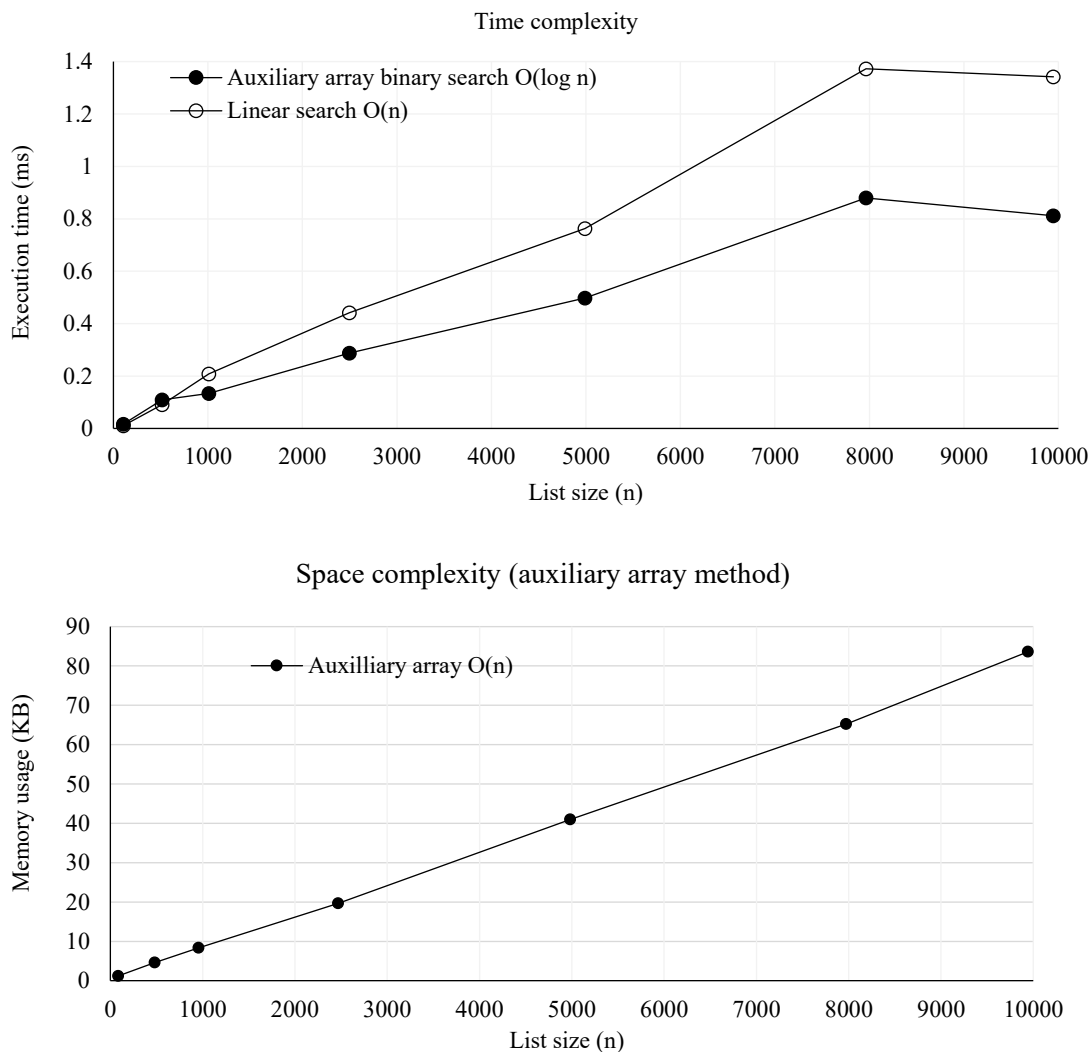 Time complexity
1.4
1.2
1
0.8
0.6
0.4
0.2
0
Execution time (ms)
Auxiliary array binary search O(log n)
Linear search O(n)
0 1000 2000 3000 4000 5000 6000 7000 8000 9000 10000
List size (n)
Space complexity (auxiliary array method)
90
80
70
60
50
40
30
20
10
0
Memory usage (KB)
Auxilliary array O(n)
0 1000 2000 3000 4000 5000 6000 7000 8000 9000 10000
List size (n)